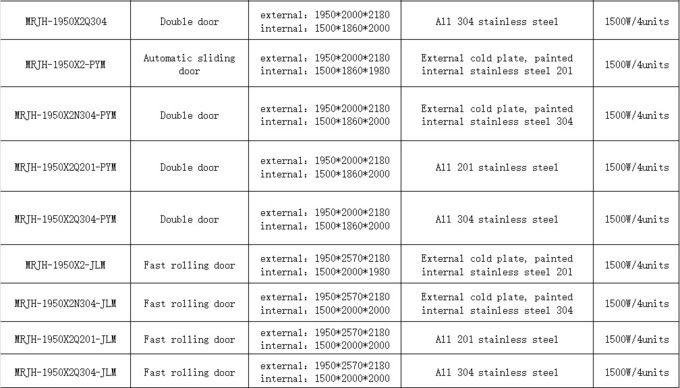 MRJH-1950X2Q304 Double door external: 1950*2000*2180 internal: 1500*1860*2000 All 304 stainless steel 1500W/4units
MRJH-1950X2-PYM Automatic sliding door external: 1950*2000*2180 internal: 1500*1860*1980 External cold plate, painted internal stainless steel 201 1500W/4units
MRJH-1950X2N304-PYM Double door external: 1950*2000*2180 internal: 1500*1860*2000 External cold plate, painted internal stainless steel 304 1500W/4units
MRJH-1950X2Q201-PYM Double door external: 1950*2000*2180 internal: 1500*1860*2000 All 201 stainless steel 1500W/4units
MRJH-1950X2Q304-PYM Double door external: 1950*2000*2180 internal: 1500*1860*2000 All 304 stainless steel 1500W/4units
MRJH-1950X2-JLM Fast rolling door external: 1950*2570*2180 internal: 1500*2000*1980 External cold plate, painted internal stainless steel 201 1500W/4units
MRJH-1950X2N304-JLM Fast rolling door external: 1950*2570*2180 internal: 1500*2000*2000 External cold plate, painted internal stainless steel 304 1500W/4units
MRJH-1950X2Q201-JLM Fast rolling door external: 1950*2570*2180 internal: 1500*2000*2000 All 201 stainless steel 1500W/4units
MRJH-1950X2Q304-JLM Fast rolling door external: 1950*2570*2180 internal: 1500*2000*2000 All 304 stainless steel 1500W/4units